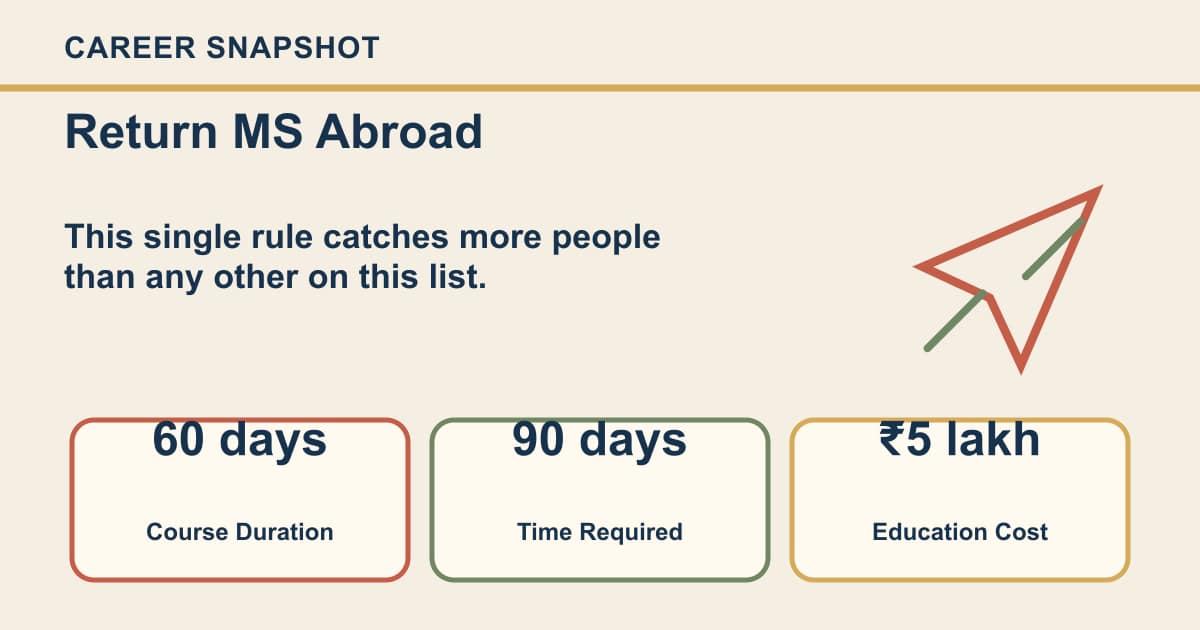 CAREER SNAPSHOT
Return MS Abroad
This single rule catches more people
than any other on this list.
60 days
90 days
₹5 lakh
Course Duration
Time Required
Education Cost